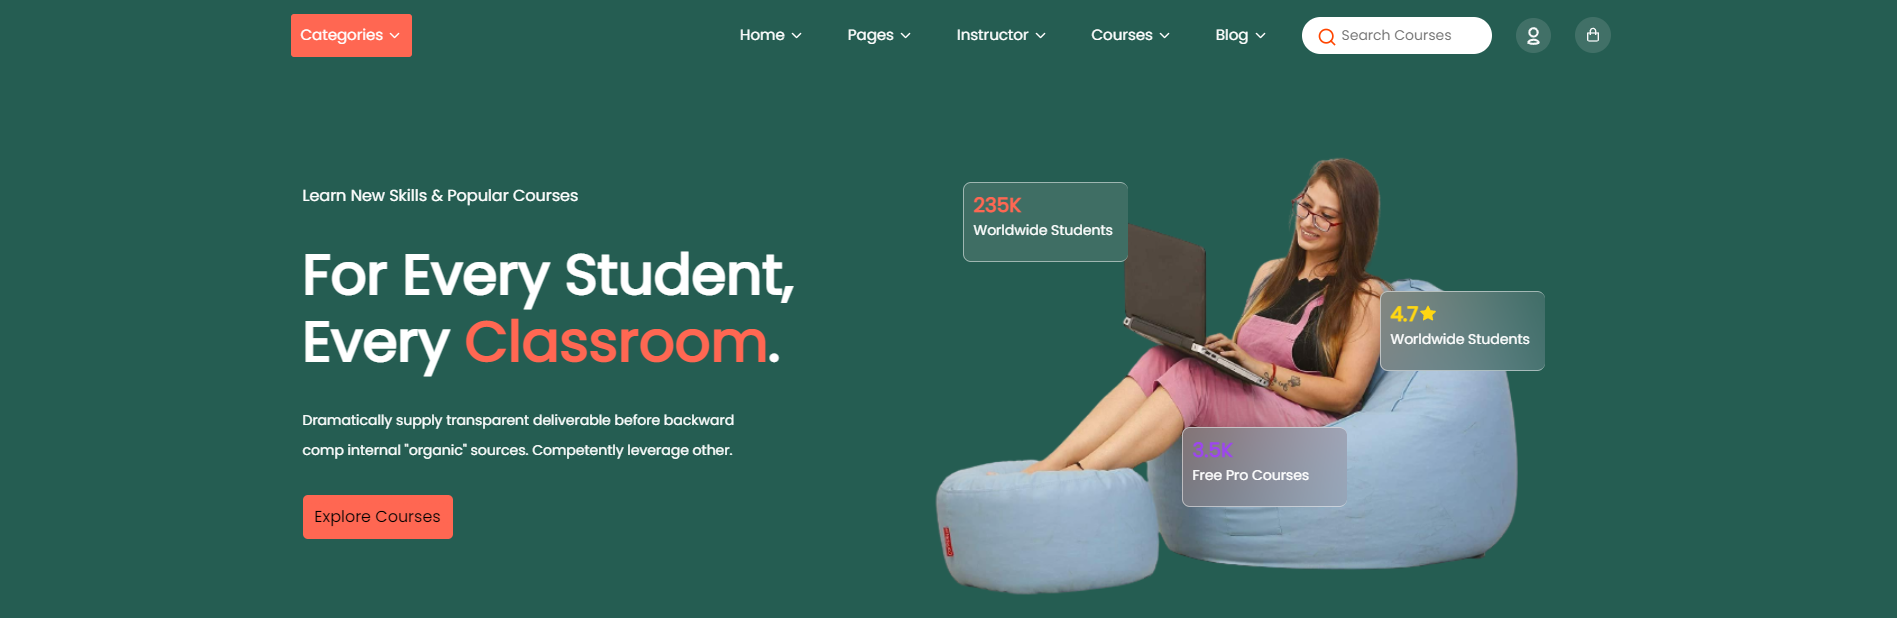 Categories
Home
Pages
Instructor
Courses
Blog
Search Courses
Learn New Skills & Popular Courses
For Every Student,
Every Classroom.
Dramatically supply transparent deliverable before backward
comp internal "organic" sources. Competently leverage other.
Explore Courses
235K
Worldwide Students
4.7
Worldwide Students
3.5K
Free Pro Courses